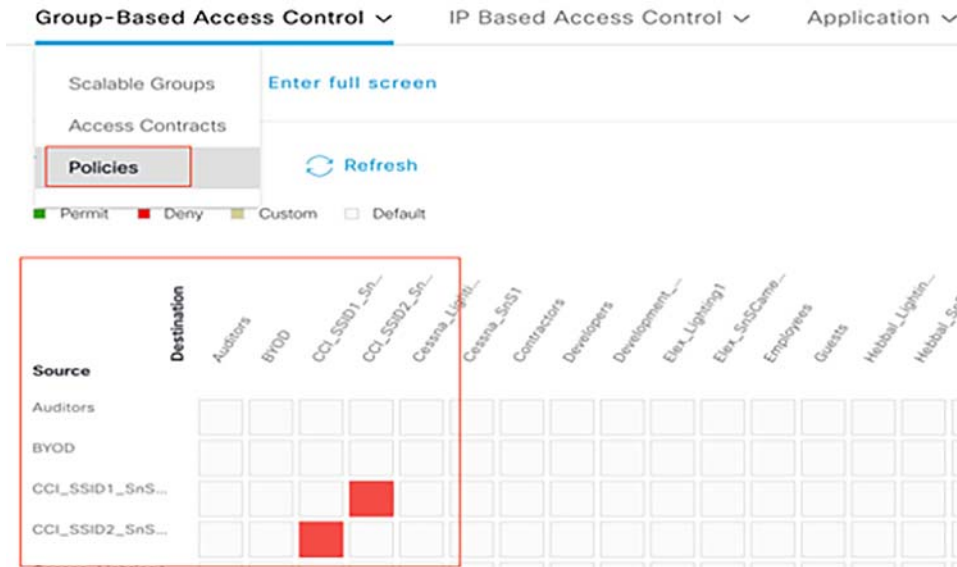 Group-Based Access Control IP Based Access Control Application
Scalable Groups Enter full screen
Access Contracts
Policies Refresh
Permit Deny Custom Default
Destination
Auditors
BYOD
CCI_SSID1_Sn...
CCI_SSID2_Sn...
Cessna_Lighti...
Cessna_SnS1
Contractors
Developers
Development_...
Elex_Lighting1
Elex_SnSCame...
Employees
Guests
Hebbal_Lightin...
Source
Auditors
BYOD
CCI_SSID1_SnS...
CCI_SSID2_SnS...